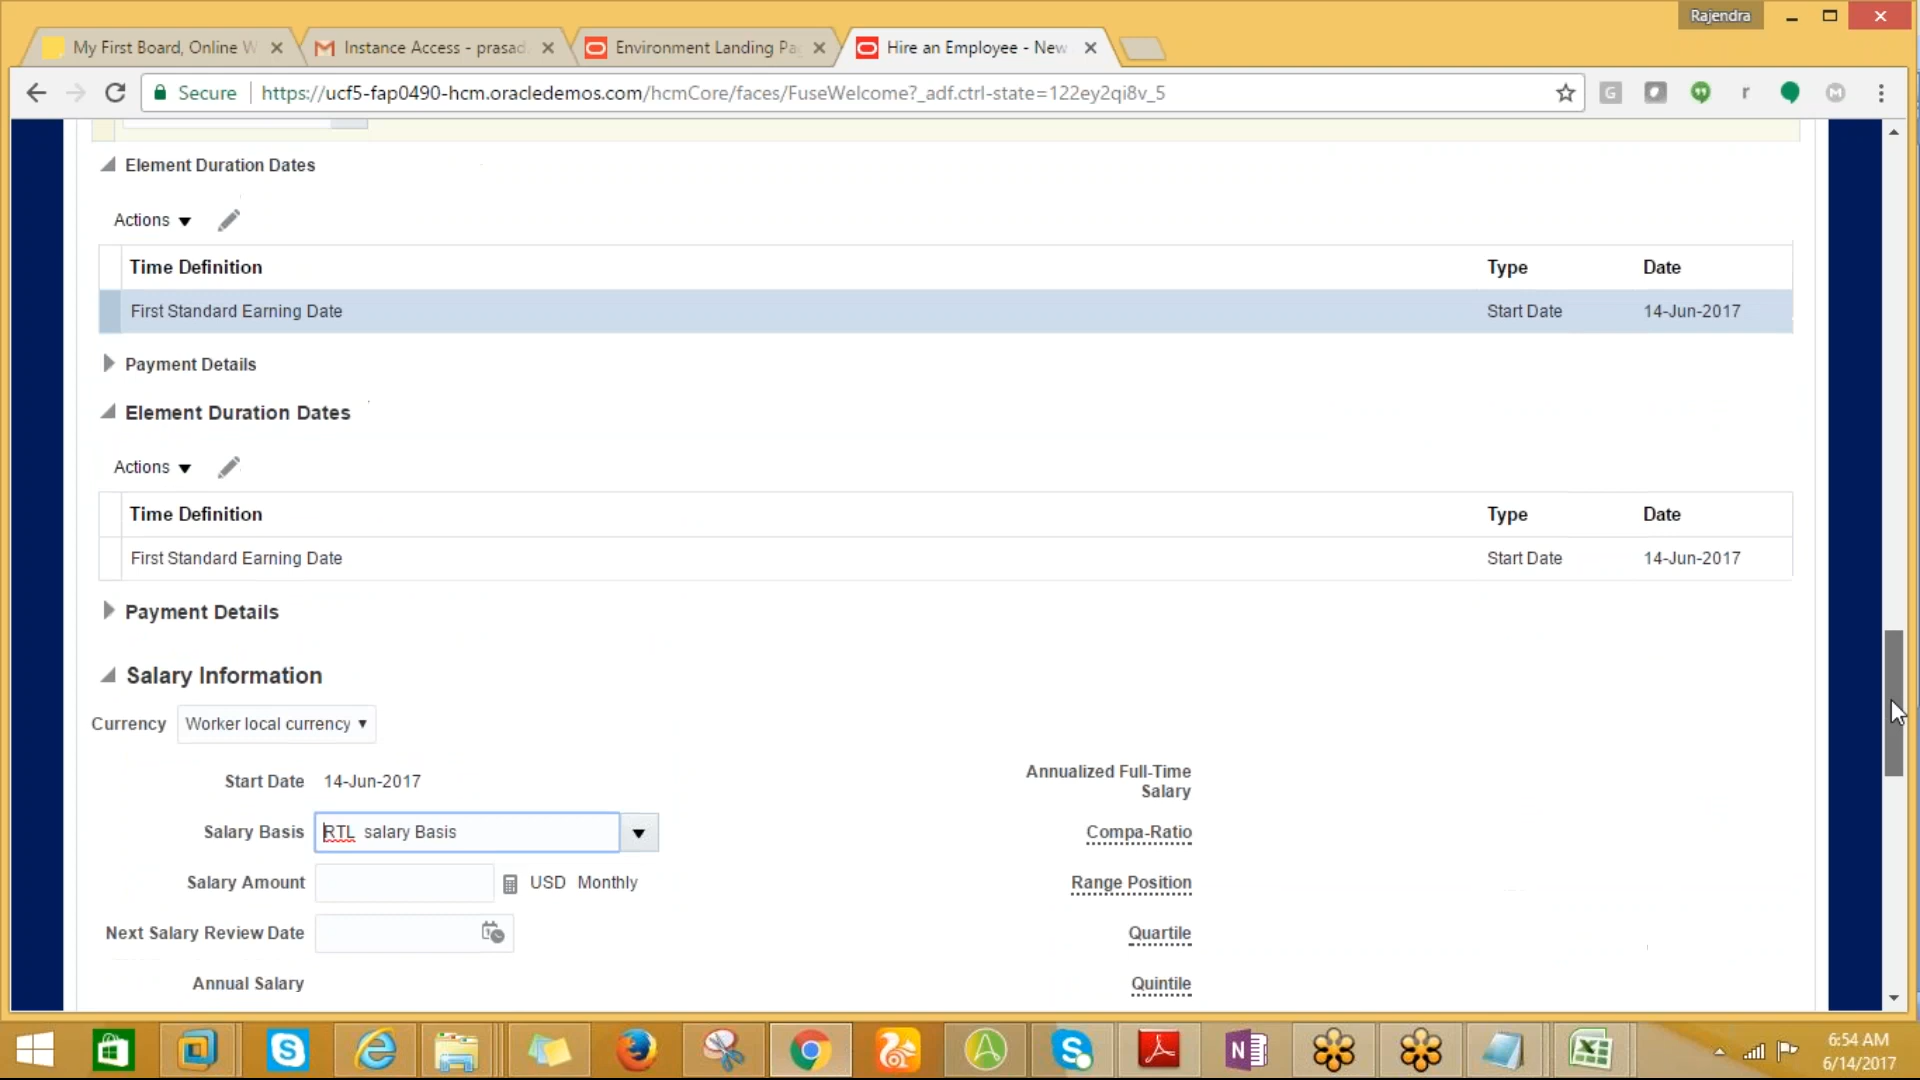 Rajendra
My First Board, Online W
Instance Access - prasad
Environment Landing Pa
Hire an Employee - New
Secure
https://ucf5-fap0490-hcm.oracledemos.com/hcmCore/faces/FuseWelcome?_adf.ctrl-state=122ey2qi8v_5
Element Duration Dates
Actions
Time Definition Type Date
First Standard Earning Date Start Date 14-Jun-2017
Payment Details
Element Duration Dates
Actions
Time Definition Type Date
First Standard Earning Date Start Date 14-Jun-2017
Payment Details
Salary Information
Currency Worker local currency
Start Date 14-Jun-2017
Annualized Full-Time
Salary
Salary Basis RTL salary Basis
Compa-Ratio
Salary Amount USD Monthly
Range Position
Next Salary Review Date
Quartile
Annual Salary
Quintile
6:54 AM
6/14/2017